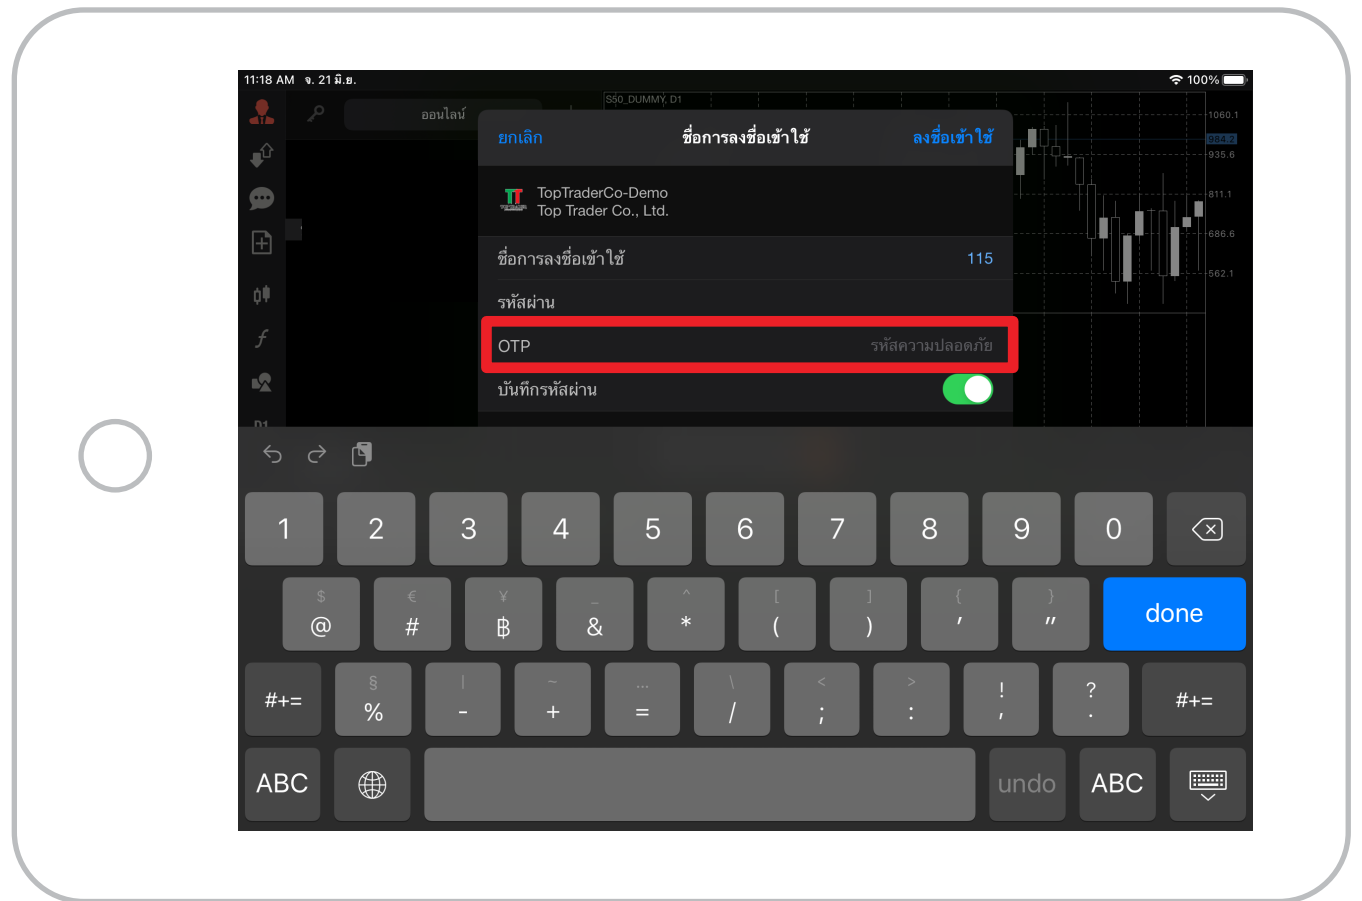 11:18 AM จ. 21 มิ.ย.
100%
ออนไลน์
S50_DUMMY, D1
ยกเลิก ชื่อการลงชื่อเข้าใช้ ลงชื่อเข้าใช้
TopTraderCo-Demo
Top Trader Co., Ltd.
ชื่อการลงชื่อเข้าใช้ 115
รหัสผ่าน
OTP รหัสความปลอดภัย
บันทึกรหัสผ่าน
1060.1
984.2
935.6
811.1
686.6
562.1
D1
1 2 3 4 5 6 7 8 9 0
$ € ¥ _ ^ [ ] { }
@ # ฿ & * ( ) ' " done
§ | ~ … \ < > ! ?
#+= % - + = / ; : , . #+=
ABC undo ABC